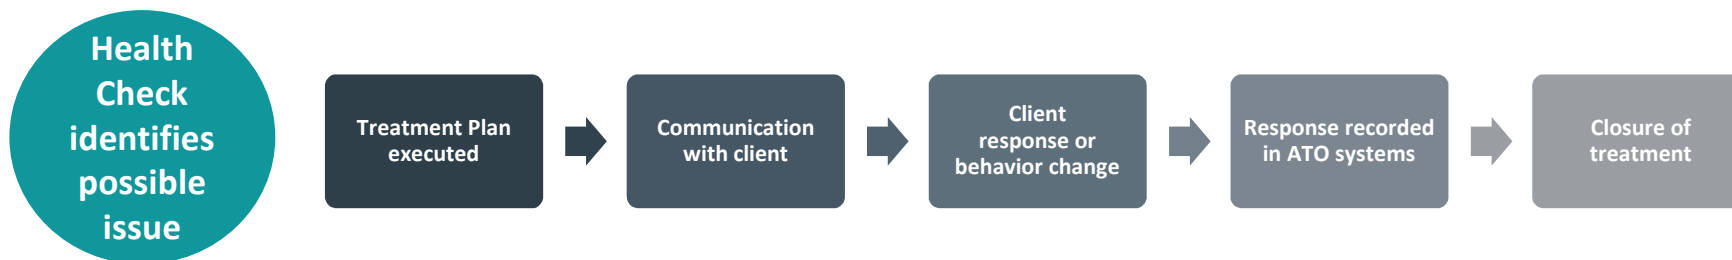 Health
Check
identifies
possible
issue
Treatment Plan
executed
Communication
with client
Client
response or
behavior change
Response recorded
in ATO systems
Closure of
treatment